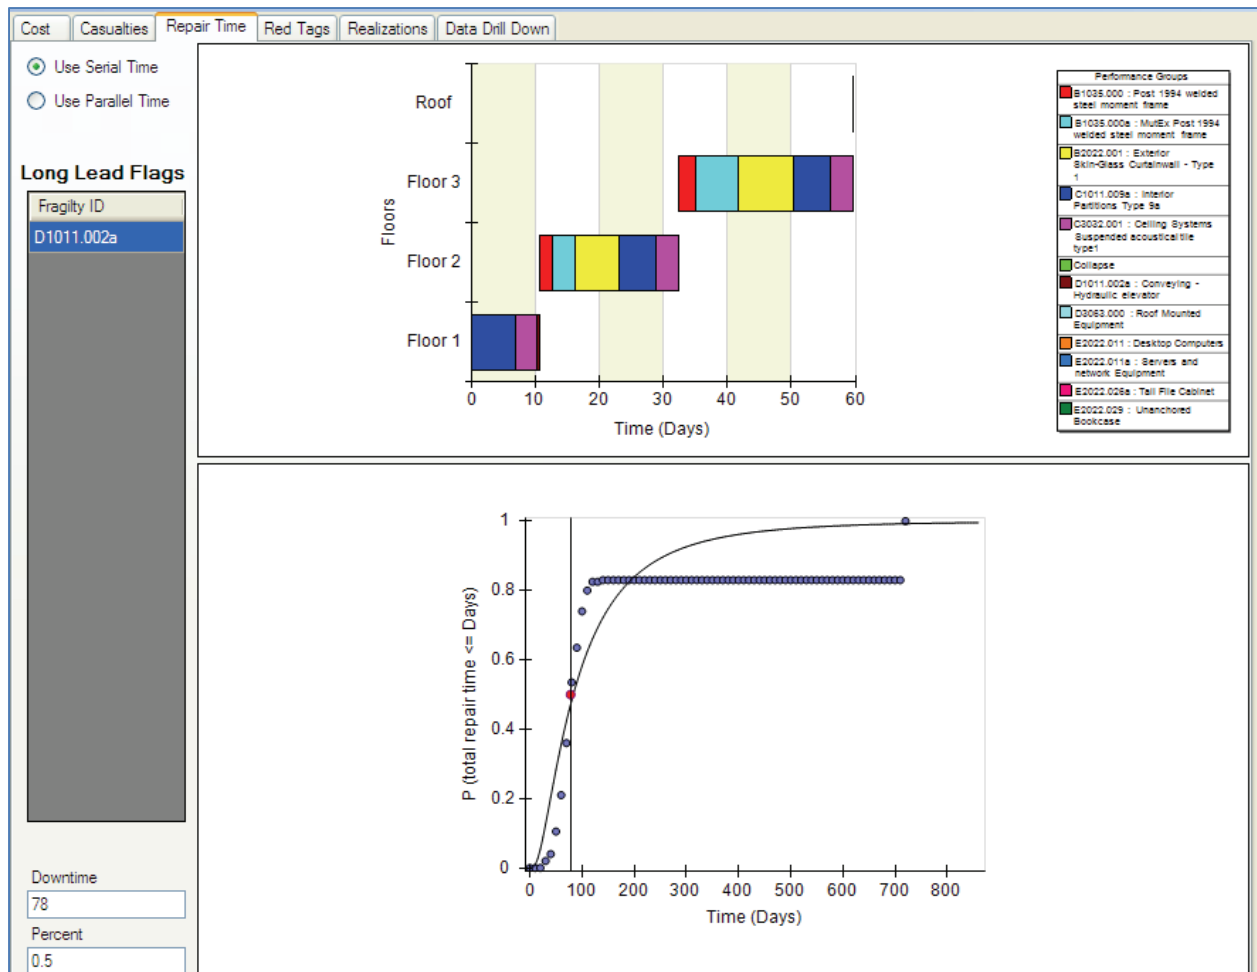 Cost
Casualties
Repair Time
Red Tags
Realizations
Data Drill Down
Use Serial Time
Use Parallel Time
Long Lead Flags
Fragilty ID
D1011.002a
Downtime
78
Percent
0.5
Floors
Roof
Floor 3
Floor 2
Floor 1
0 10 20 30 40 50 60
Time (Days)
Performance Groups
B1035.000 : Post 1994 welded
steel moment frame
B1035.000a : MutEx Post 1994
welded steel moment frame
B2022.001 : Exterior
Skin-Glass Curtainwall - Type
1
C1011.009a : Interior
Partitions Type 9a
C3032.001 : Ceiling Systems
Suspended acoustical tile
type1
Collapse
D1011.002a : Conveying -
Hydraulic elevator
D3063.000 : Roof Mounted
Equipment
E2022.011 : Desktop Computers
E2022.011a : Servers and
network Equipment
E2022.026a : Tall File Cabinet
E2022.029 : Unanchored
Bookcase
P (total repair time <= Days)
1
0.8
0.6
0.4
0.2
0
0 100 200 300 400 500 600 700 800
Time (Days)